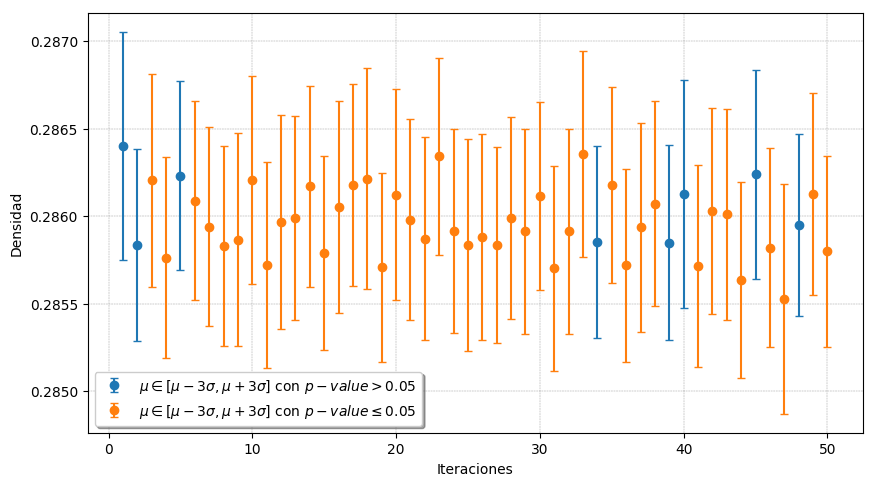 0.2870
0.2865
0.2860
0.2855
0.2850
Densidad
μ ∈ [μ − 3σ, μ + 3σ] con p − value > 0.05
μ ∈ [μ − 3σ, μ + 3σ] con p − value ≤ 0.05
0 10 20 30 40 50
Iteraciones